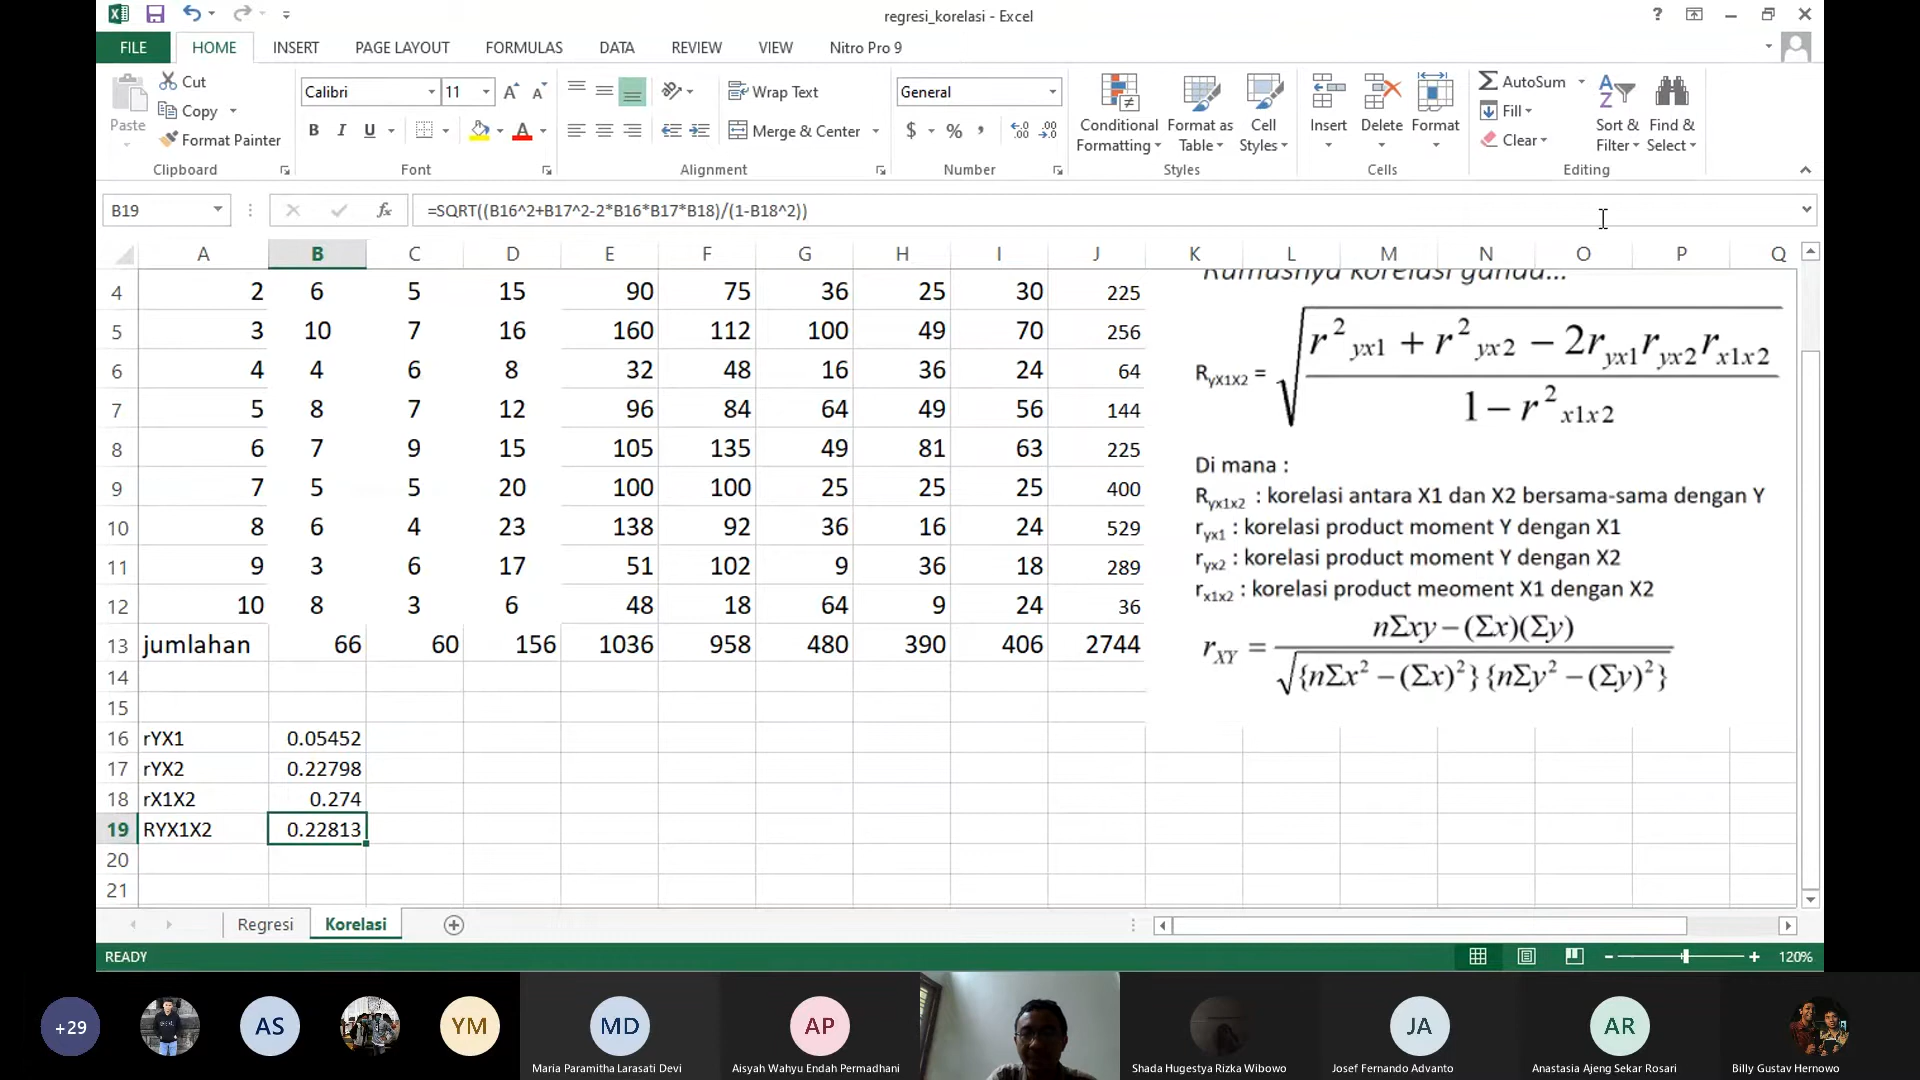 regresi_korelasi - Excel
FILE HOME INSERT PAGE LAYOUT FORMULAS DATA REVIEW VIEW Nitro Pro 9
Paste
Cut
Copy
Format Painter
Clipboard
Calibri 11
B I U
Font
Wrap Text
Merge & Center
Alignment
General
$ % ,
Number
Conditional Formatting
Format as Table
Cell Styles
Styles
Insert Delete Format
Cells
AutoSum
Fill
Clear
Sort & Filter
Find & Select
Editing
B19 fx =SQRT((B16^2+B17^2-2*B16*B17*B18)/(1-B18^2))
A B C D E F G H I J K L M N O P Q
4 2 6 5 15 90 75 36 25 30 225
5 3 10 7 16 160 112 100 49 70 256
6 4 4 6 8 32 48 16 36 24 64
7 5 8 7 12 96 84 64 49 56 144
8 6 7 9 15 105 135 49 81 63 225
9 7 5 5 20 100 100 25 25 25 400
10 8 6 4 23 138 92 36 16 24 529
11 9 3 6 17 51 102 9 36 18 289
12 10 8 3 6 48 18 64 9 24 36
13 jumlahan 66 60 156 1036 958 480 390 406 2744
14
15
16 rYX1 0.05452
17 rYX2 0.22798
18 rX1X2 0.274
19 RYX1X2 0.22813
20
21
Rumusnya korelasi ganda...
RyX1X2 = √ r²yx1 + r²yx2 − 2ryx1ryx2rx1x2
1 − r²x1x2
Di mana :
Ryx1x2 : korelasi antara X1 dan X2 bersama-sama dengan Y
ryx1 : korelasi product moment Y dengan X1
ryx2 : korelasi product moment Y dengan X2
rx1x2 : korelasi product meoment X1 dengan X2
rXY = nΣxy − (Σx)(Σy)
√{nΣx² − (Σx)²} {nΣy² − (Σy)²}
Regresi Korelasi
READY 120%
+29 AS YM MD AP JA AR
Maria Paramitha Larasati Devi
Aisyah Wahyu Endah Permadhani
Shada Hugestya Rizka Wibowo
Josef Fernando Advanto
Anastasia Ajeng Sekar Rosari
Billy Gustav Hernowo